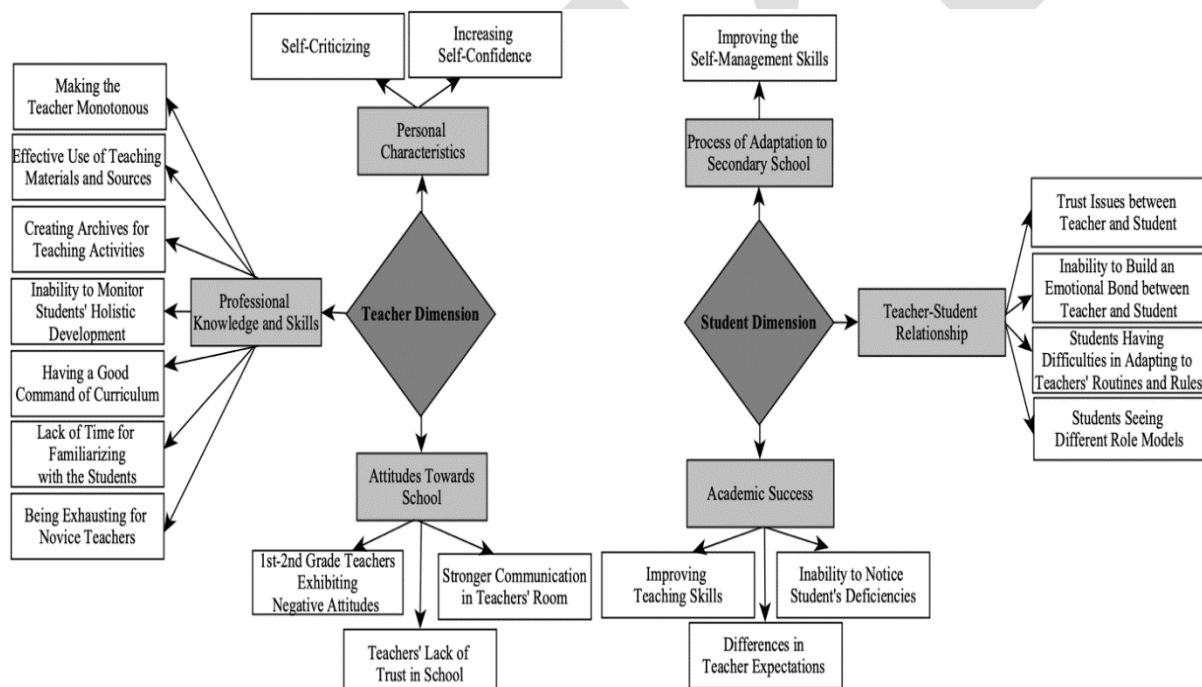 Self-Criticizing
Increasing
Self-Confidence
Improving the
Self-Management Skills
Making the
Teacher Monotonous
Effective Use of Teaching
Materials and Sources
Creating Archives for
Teaching Activities
Inability to Monitor
Students' Holistic
Development
Having a Good
Command of Curriculum
Lack of Time for
Familiarizing
with the Students
Being Exhausting for
Novice Teachers
Personal
Characteristics
Professional
Knowledge and Skills
Teacher Dimension
Attitudes Towards
School
1st-2nd Grade Teachers
Exhibiting
Negative Attitudes
Stronger Communication
in Teachers' Room
Teachers' Lack of
Trust in School
Process of Adaptation to
Secondary School
Student Dimension
Teacher-Student
Relationship
Trust Issues between
Teacher and Student
Inability to Build an
Emotional Bond between
Teacher and Student
Students Having
Difficulties in Adapting to
Teachers' Routines and Rules
Students Seeing
Different Role Models
Academic Success
Improving
Teaching Skills
Inability to Notice
Student's Deficiencies
Differences in
Teacher Expectations